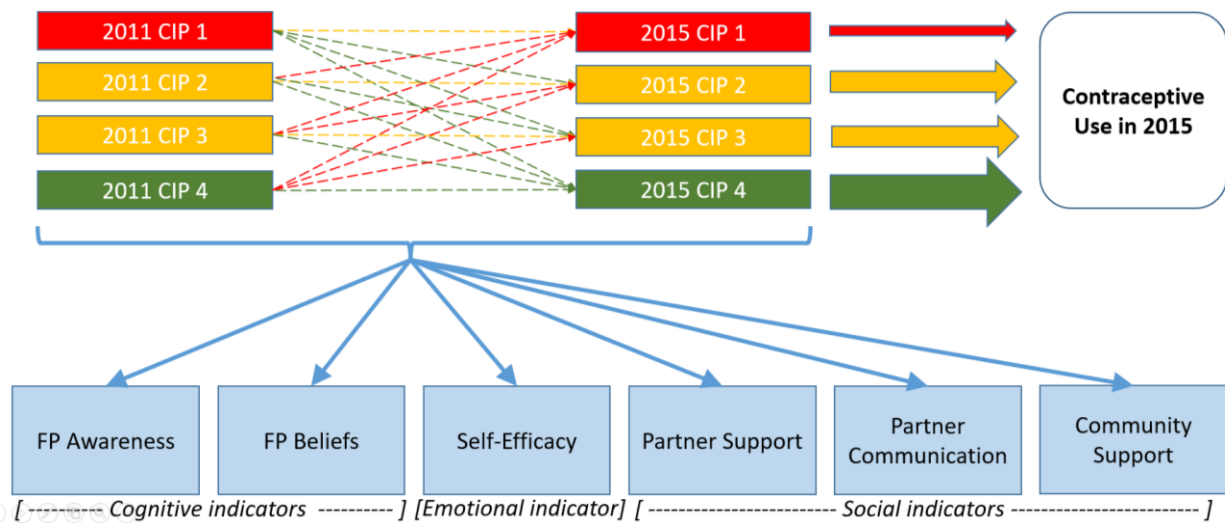 2011 CIP 1
2015 CIP 1
2011 CIP 2
2015 CIP 2
2011 CIP 3
2015 CIP 3
2011 CIP 4
2015 CIP 4
Contraceptive
Use in 2015
FP Awareness
FP Beliefs
Self-Efficacy
Partner Support
Partner
Communication
Community
Support
[ ------- Cognitive indicators ---------- ] [Emotional indicator] [ ---------------------- Social indicators ---------------------- ]